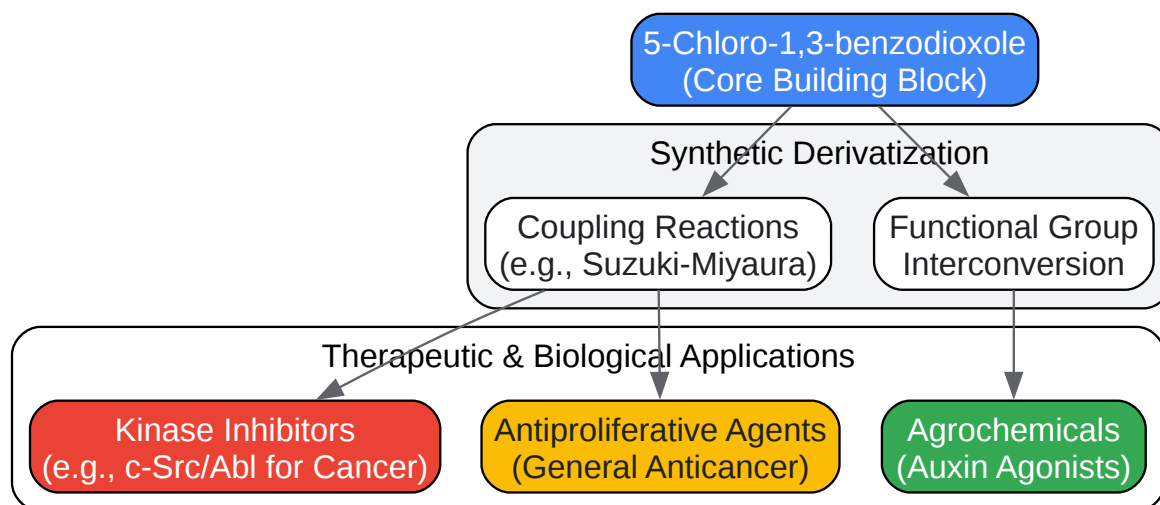 5-Chloro-1,3-benzodioxole
(Core Building Block)
Synthetic Derivatization
Coupling Reactions
(e.g., Suzuki-Miyaura)
Functional Group
Interconversion
Therapeutic & Biological Applications
Kinase Inhibitors
(e.g., c-Src/Abl for Cancer)
Antiproliferative Agents
(General Anticancer)
Agrochemicals
(Auxin Agonists)